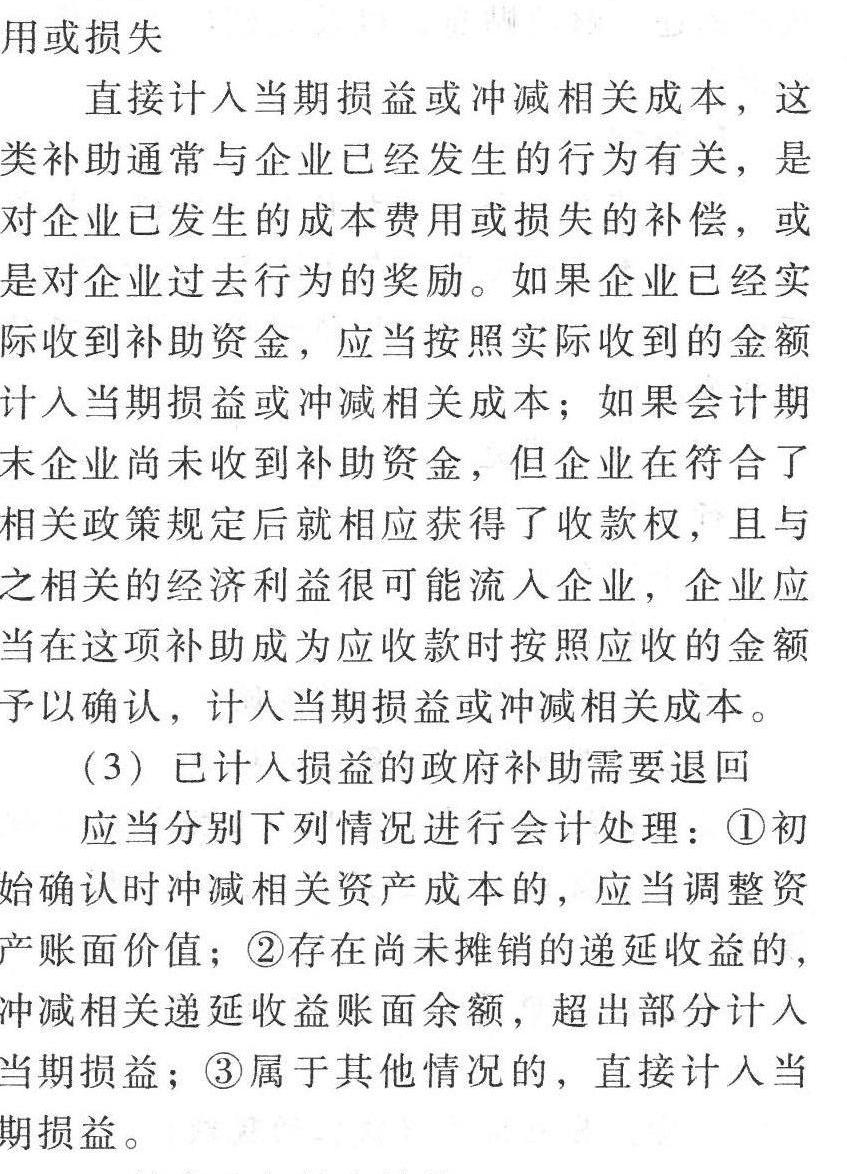 用或损失
直接计入当期损益或冲减相关成本，这
类补助通常与企业已经发生的行为有关，是
对企业已发生的成本费用或损失的补偿，或
是对企业过去行为的奖励。如果企业已经实
际收到补助资金，应当按照实际收到的金额
计入当期损益或冲减相关成本；如果会计期
末企业尚未收到补助资金，但企业在符合了
相关政策规定后就相应获得了收款权，且与
之相关的经济利益很可能流入企业，企业应
当在这项补助成为应收款时按照应收的金额
予以确认，计入当期损益或冲减相关成本。
（3）已计入损益的政府补助需要退回
应当分别下列情况进行会计处理：①初
始确认时冲减相关资产成本的，应当调整资
产账面价值；②存在尚未摊销的递延收益的，
冲减相关递延收益账面余额，超出部分计入
当期损益；③属于其他情况的，直接计入当
期损益。